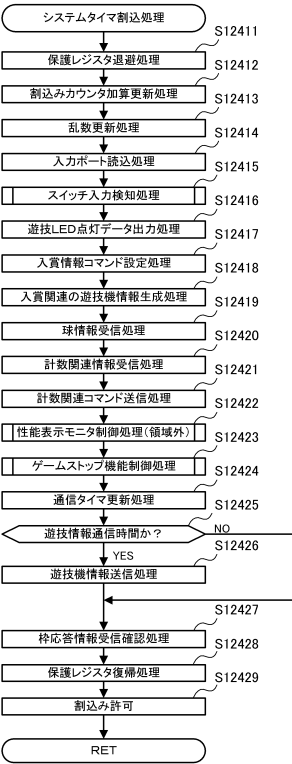 システムタイマ割込処理
S12411
保護レジスタ退避処理
S12412
割込みカウンタ加算更新処理
S12413
乱数更新処理
S12414
入力ポート読込処理
S12415
スイッチ入力検知処理
S12416
遊技LED点灯データ出力処理
S12417
入賞情報コマンド設定処理
S12418
入賞関連の遊技機情報生成処理
S12419
球情報受信処理
S12420
計数関連情報受信処理
S12421
計数関連コマンド送信処理
S12422
性能表示モニタ制御処理（領域外）
S12423
ゲームストップ機能制御処理
S12424
通信タイマ更新処理
S12425
遊技情報通信時間か？
NO
YES
S12426
遊技機情報送信処理
S12427
枠応答情報受信確認処理
S12428
保護レジスタ復帰処理
S12429
割込み許可
RET